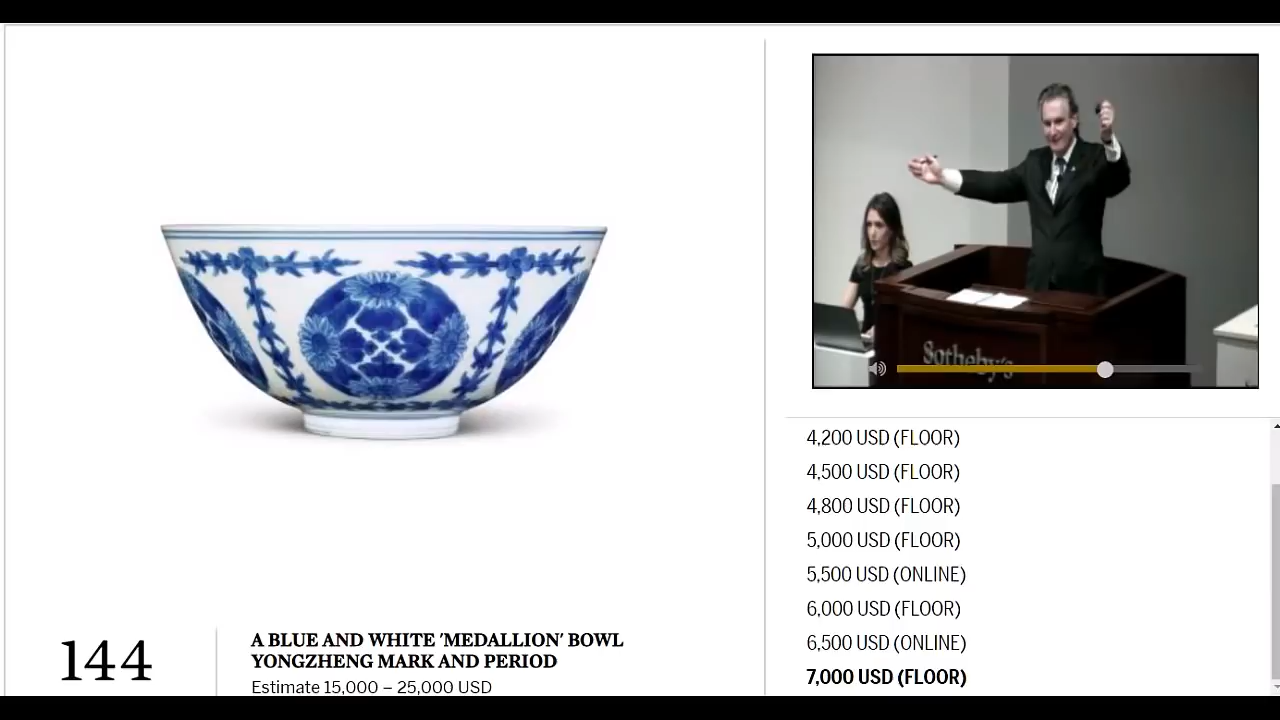 Sotheby's
4,200 USD (FLOOR)
4,500 USD (FLOOR)
4,800 USD (FLOOR)
5,000 USD (FLOOR)
5,500 USD (ONLINE)
6,000 USD (FLOOR)
6,500 USD (ONLINE)
7,000 USD (FLOOR)
144
A BLUE AND WHITE 'MEDALLION' BOWL
YONGZHENG MARK AND PERIOD
Estimate 15,000 – 25,000 USD